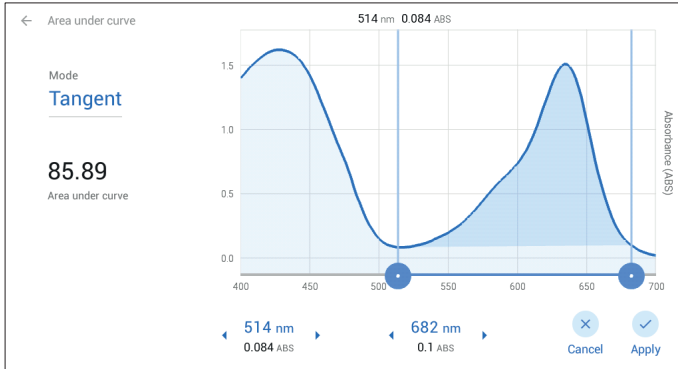 ← Area under curve
514 nm 0.084 ABS
Mode
Tangent
85.89
Area under curve
1.5
1.0
0.5
0.0
Absorbance (ABS)
400 450 500 550 600 650 700
514 nm
0.084 ABS
682 nm
0.1 ABS
Cancel
Apply